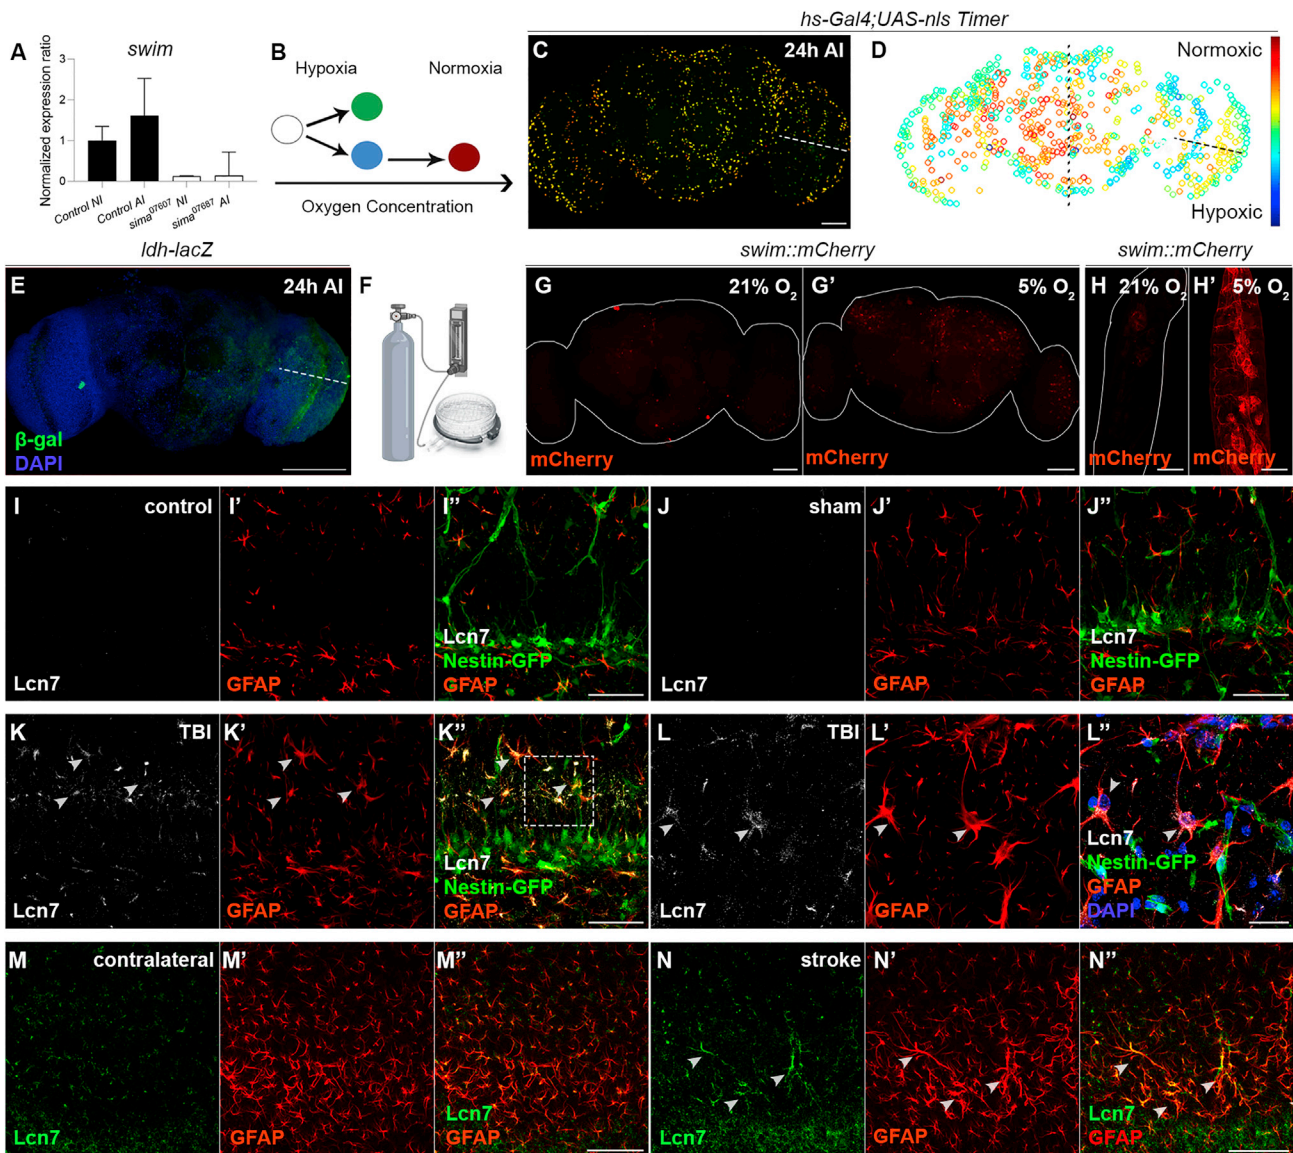 hs-Gal4;UAS-nls Timer
A
swim
Normalized expression ratio
3
2
1
0
Control NI
Control AI
sima07607 NI
sima07687 AI
B
Hypoxia
Normoxia
Oxygen Concentration
C
24h AI
D
Normoxic
Hypoxic
ldh-lacZ
swim::mCherry
swim::mCherry
E
24h AI
β-gal
DAPI
F
G
21% O2
mCherry
G'
5% O2
mCherry
H
21% O2
mCherry
H'
5% O2
mCherry
I
control
Lcn7
I'
GFAP
I''
Lcn7
Nestin-GFP
GFAP
J
sham
Lcn7
J'
GFAP
J''
Lcn7
Nestin-GFP
GFAP
K
TBI
Lcn7
K'
GFAP
K''
Lcn7
Nestin-GFP
GFAP
L
TBI
Lcn7
L'
GFAP
L''
Lcn7
Nestin-GFP
GFAP
DAPI
M
contralateral
Lcn7
M'
GFAP
M''
Lcn7
GFAP
N
stroke
Lcn7
N'
GFAP
N''
Lcn7
GFAP